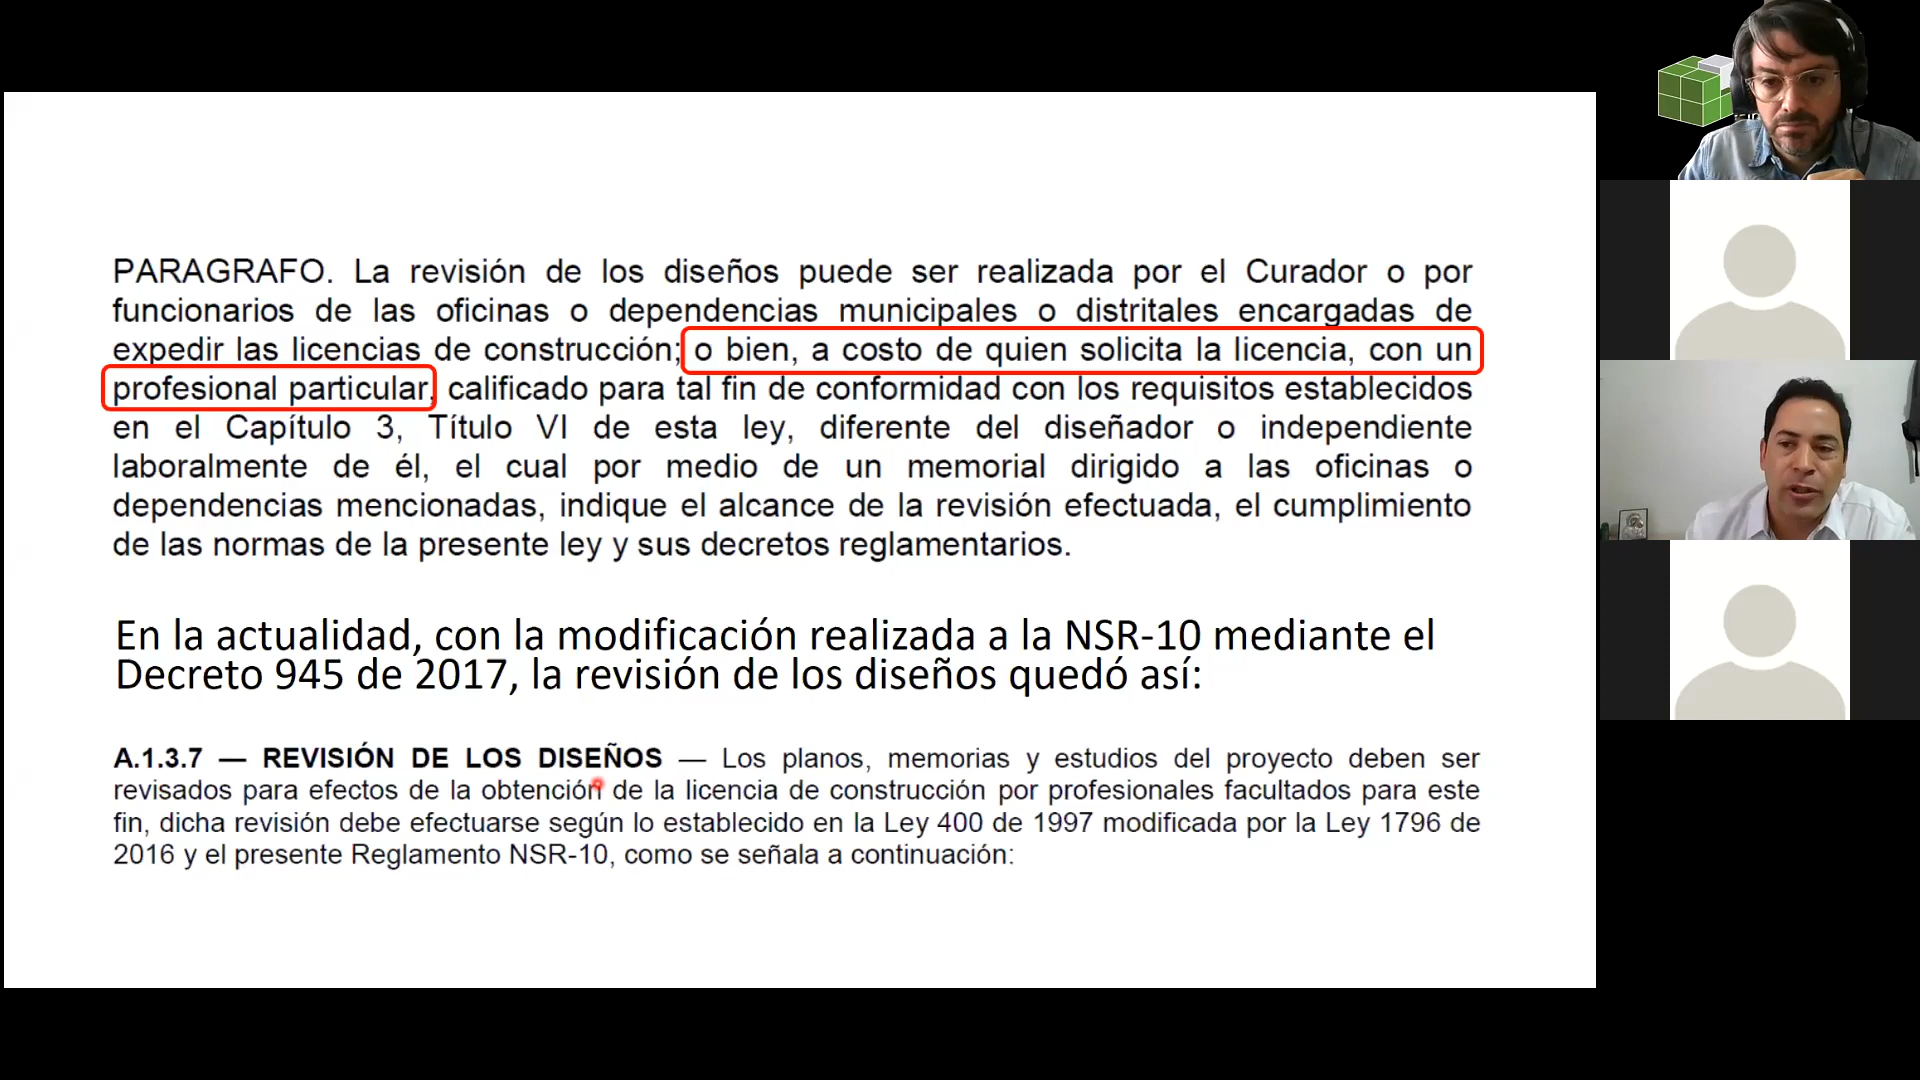 PARAGRAFO. La revisión de los diseños puede ser realizada por el Curador o por
funcionarios de las oficinas o dependencias municipales o distritales encargadas de
expedir las licencias de construcción; o bien, a costo de quien solicita la licencia, con un
profesional particular, calificado para tal fin de conformidad con los requisitos establecidos
en el Capítulo 3, Título VI de esta ley, diferente del diseñador o independiente
laboralmente de él, el cual por medio de un memorial dirigido a las oficinas o
dependencias mencionadas, indique el alcance de la revisión efectuada, el cumplimiento
de las normas de la presente ley y sus decretos reglamentarios.
En la actualidad, con la modificación realizada a la NSR-10 mediante el
Decreto 945 de 2017, la revisión de los diseños quedó así:
A.1.3.7 — REVISIÓN DE LOS DISEÑOS — Los planos, memorias y estudios del proyecto deben ser
revisados para efectos de la obtención de la licencia de construcción por profesionales facultados para este
fin, dicha revisión debe efectuarse según lo establecido en la Ley 400 de 1997 modificada por la Ley 1796 de
2016 y el presente Reglamento NSR-10, como se señala a continuación: